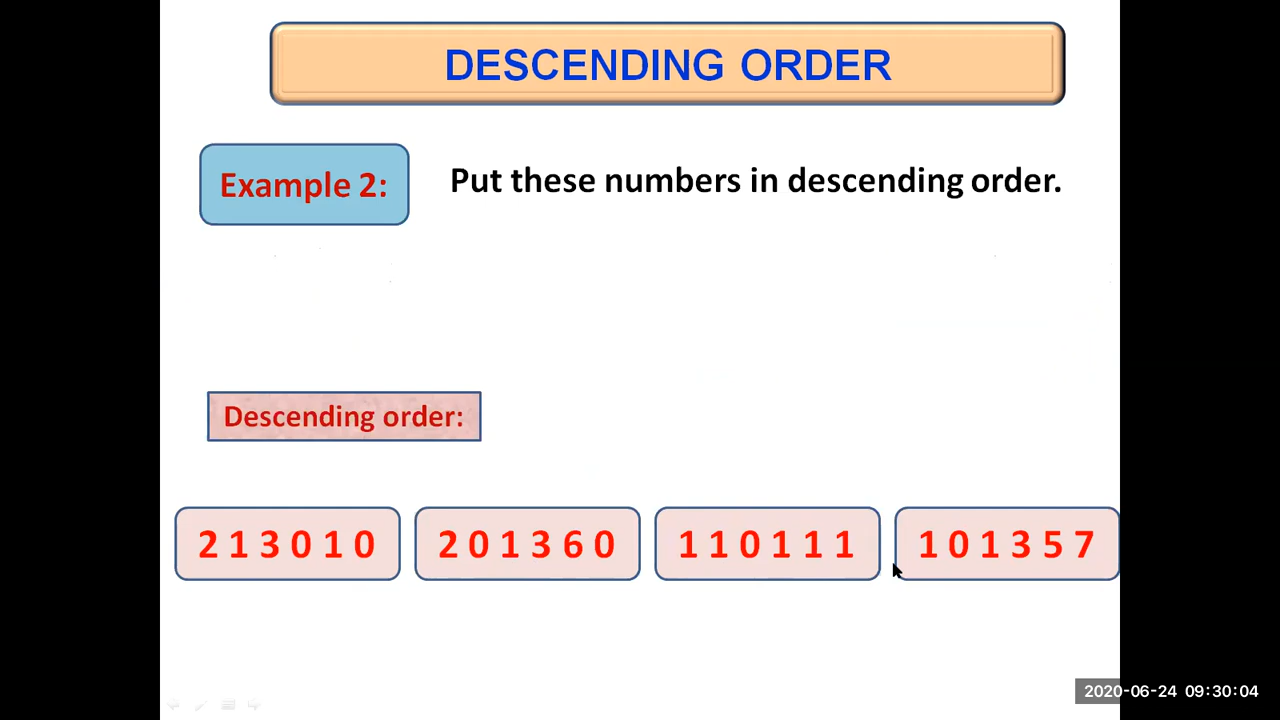 DESCENDING ORDER
Example 2:
Put these numbers in descending order.
Descending order:
2 1 3 0 1 0
2 0 1 3 6 0
1 1 0 1 1 1
1 0 1 3 5 7
2020-06-24 09:30:04